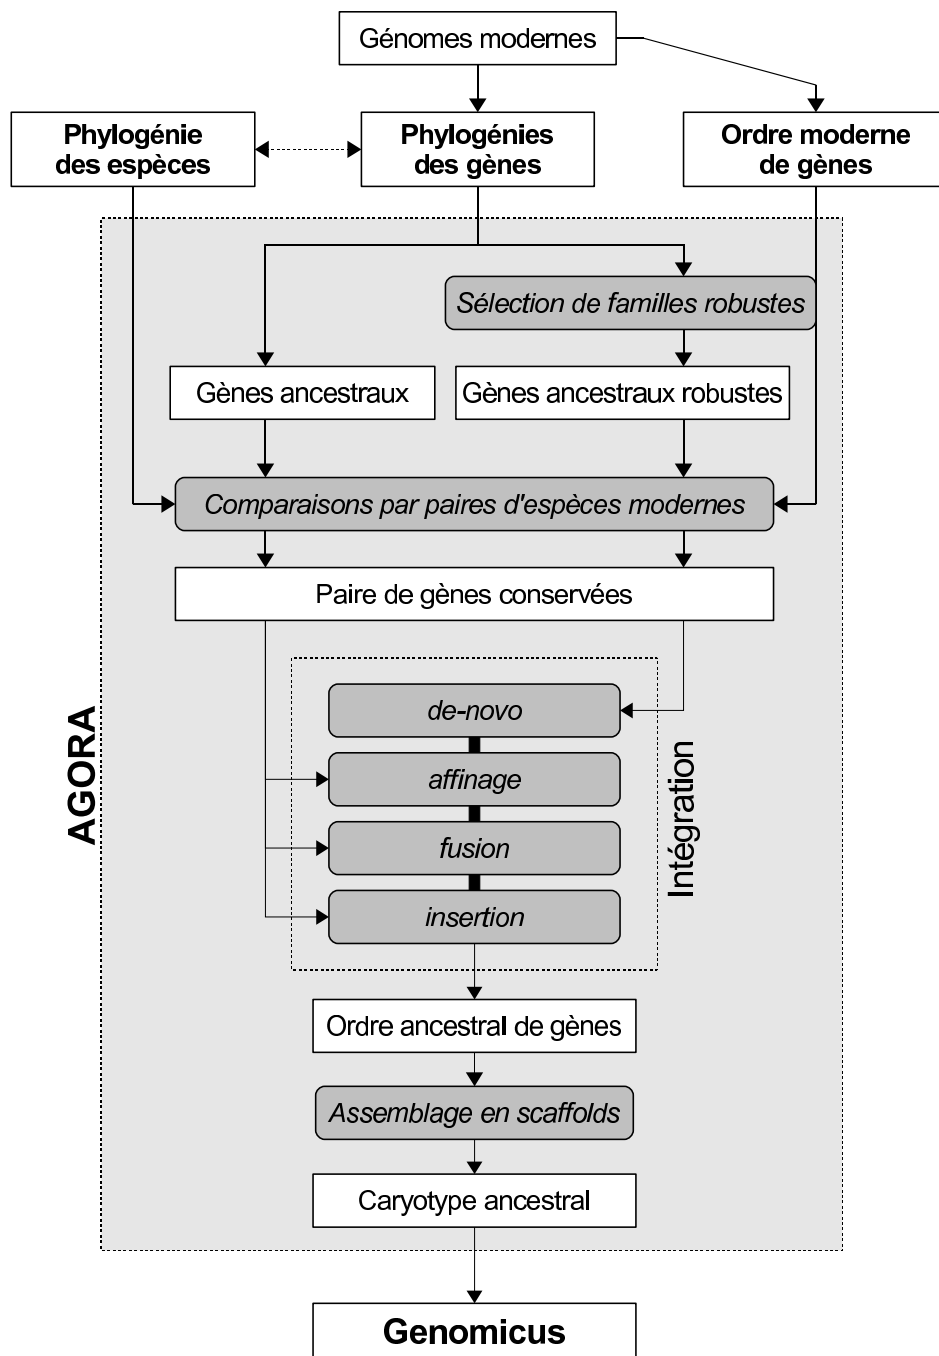 Génomes modernes
Phylogénie
des espèces
Phylogénies
des gènes
Ordre moderne
de gènes
Sélection de familles robustes
Gènes ancestraux
Gènes ancestraux robustes
Comparaisons par paires d'espèces modernes
Paire de gènes conservées
de-novo
affinage
fusion
insertion
Intégration
AGORA
Ordre ancestral de gènes
Assemblage en scaffolds
Caryotype ancestral
Genomicus